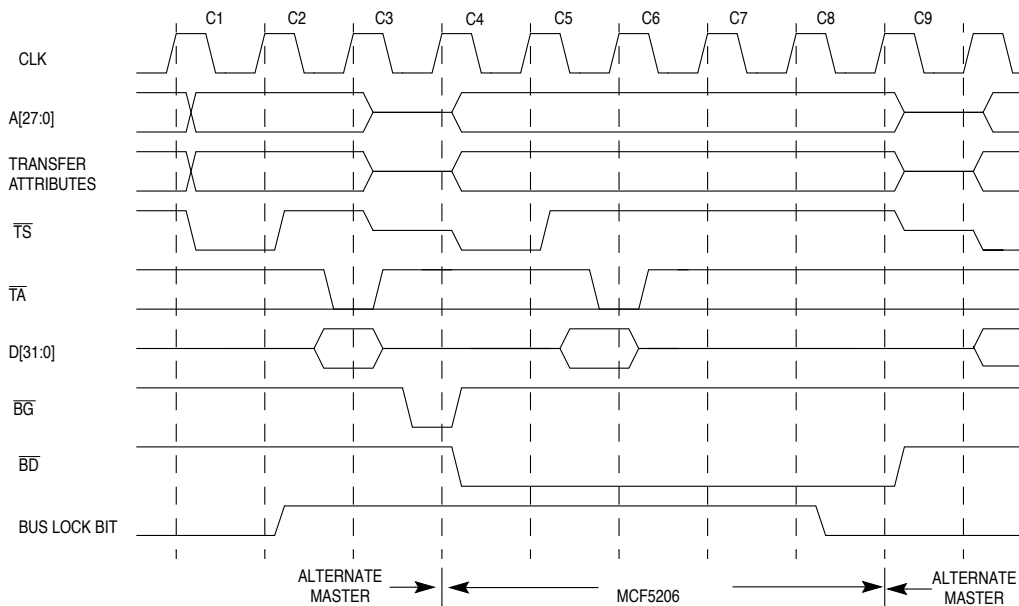 C1 C2 C3 C4 C5 C6 C7 C8 C9
CLK
A[27:0]
TRANSFER
ATTRIBUTES
TS
TA
D[31:0]
BG
BD
BUS LOCK BIT
ALTERNATE
MASTER
MCF5206
ALTERNATE
MASTER